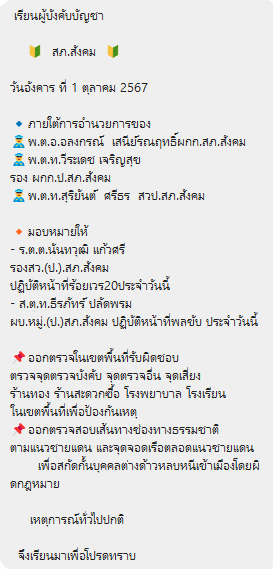 เรียนผู้บังคับบัญชา
🔰 สภ.สังคม 🔰
วันอังคาร ที่ 1 ตุลาคม 2567
🔹ภายใต้การอำนวยการของ
👮พ.ต.อ.อลงกรณ์ เสนีย์รณฤทธิ์ผกก.สภ.สังคม
👮พ.ต.ท.วีระเดช เจริญสุข
รอง ผกก.ป.สภ.สังคม
👮พ.ต.ท.สุริยันต์ ศรีธร สวป.สภ.สังคม
🔸มอบหมายให้
- ร.ต.ต.นันทวุฒิ แก้วศรี
รองสว.(ป.).สภ.สังคม
ปฏิบัติหน้าที่ร้อยเวร20ประจำวันนี้
- ส.ต.ท.ธีรภัทร์ ปลัดพรม
ผบ.หมู่.(ป.)สภ.สังคม ปฏิบัติหน้าที่พลขับ ประจำวันนี้
📌ออกตรวจในเขตพื้นที่รับผิดชอบ
ตรวจจุดตรวจบังคับ จุดตรวจอื่น จุดเสี่ยง
ร้านทอง ร้านสะดวกซื้อ โรงพยาบาล โรงเรียน
ในเขตพื้นที่เพื่อป้องกันเหตุ
📌ออกตรวจสอบเส้นทางช่องทางธรรมชาติ
ตามแนวชายแดน และจุดจอดเรือตลอดแนวชายแดน
เพื่อสกัดกั้นบุคคลต่างด้าวหลบหนีเข้าเมืองโดยผิ
ดกฎหมาย
เหตุการณ์ทั่วไปปกติ
จึงเรียนมาเพื่อโปรดทราบ